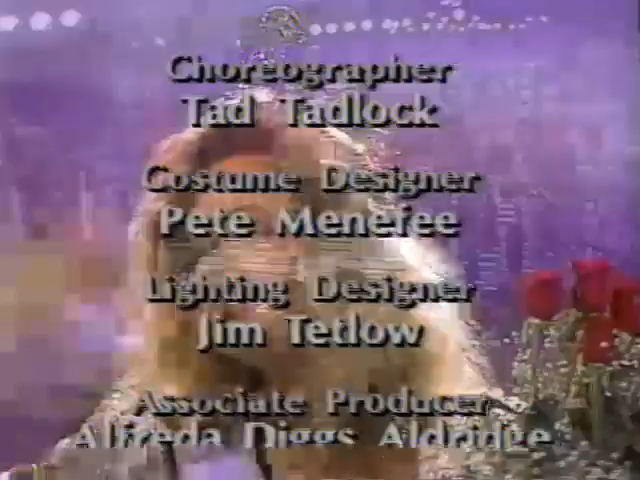 Choreographer
Tad Tadlock
Costume Designer
Pete Menefee
Lighting Designer
Jim Tetlow
Associate Producer
Alfreda Diggs Aldridge